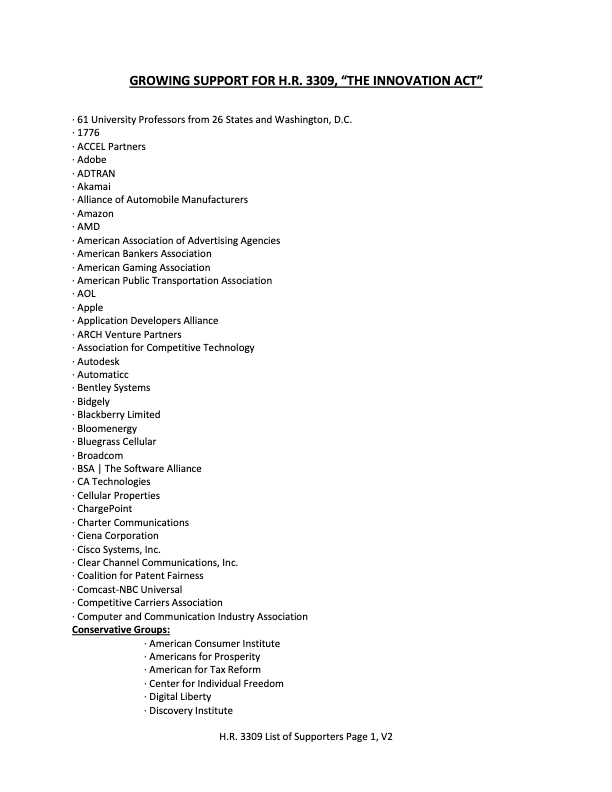 GROWING SUPPORT FOR H.R. 3309, “THE INNOVATION ACT”
· 61 University Professors from 26 States and Washington, D.C.
· 1776
· ACCEL Partners
· Adobe
· ADTRAN
· Akamai
· Alliance of Automobile Manufacturers
· Amazon
· AMD
· American Association of Advertising Agencies
· American Bankers Association
· American Gaming Association
· American Public Transportation Association
· AOL
· Apple
· Application Developers Alliance
· ARCH Venture Partners
· Association for Competitive Technology
· Autodesk
· Automaticc
· Bentley Systems
· Bidgely
· Blackberry Limited
· Bloomenergy
· Bluegrass Cellular
· Broadcom
· BSA | The Software Alliance
· CA Technologies
· Cellular Properties
· ChargePoint
· Charter Communications
· Ciena Corporation
· Cisco Systems, Inc.
· Clear Channel Communications, Inc.
· Coalition for Patent Fairness
· Comcast-NBC Universal
· Competitive Carriers Association
· Computer and Communication Industry Association
Conservative Groups:
· American Consumer Institute
· Americans for Prosperity
· American for Tax Reform
· Center for Individual Freedom
· Digital Liberty
· Discovery Institute
H.R. 3309 List of Supporters Page 1, V2